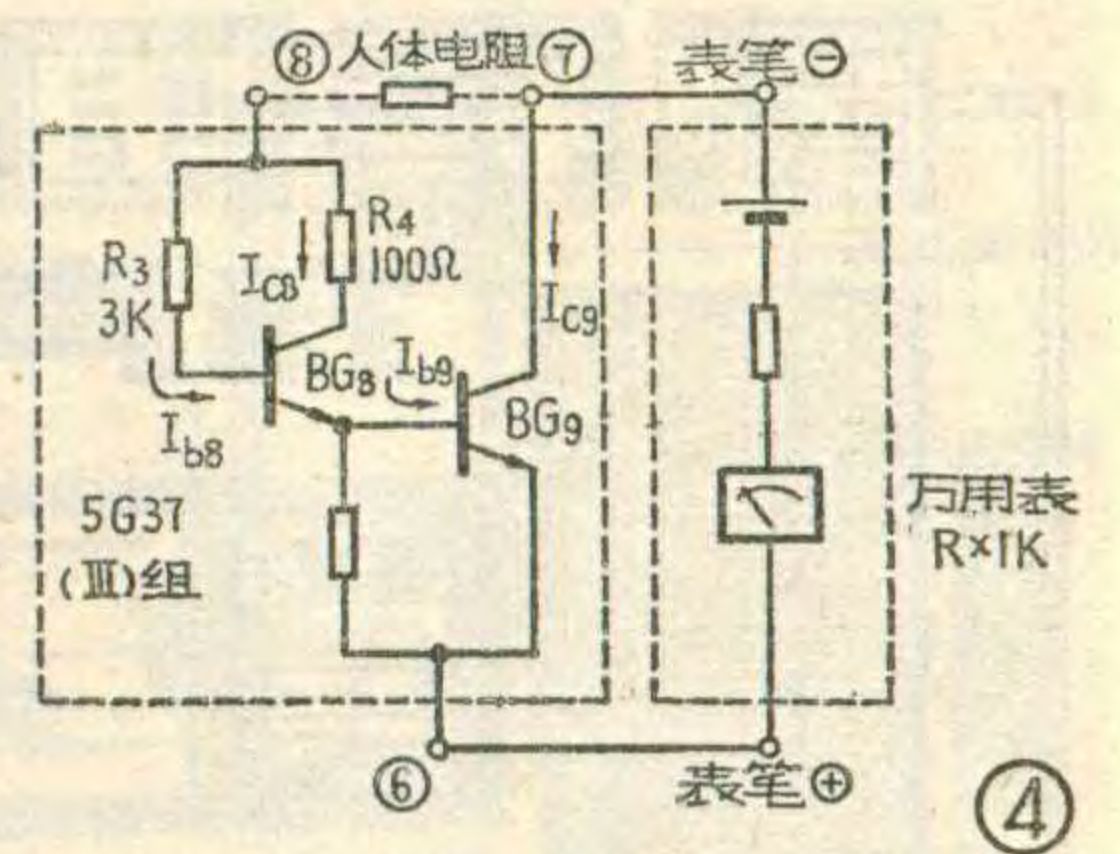 ⑧人体电阻⑦
表笔⊖
R3
3K
IC8
R4
100Ω
IC9
BG8
Ib9
BG9
Ib8
5G37
(Ⅲ)组
万用表
R×1K
⑥
表笔⊕
④